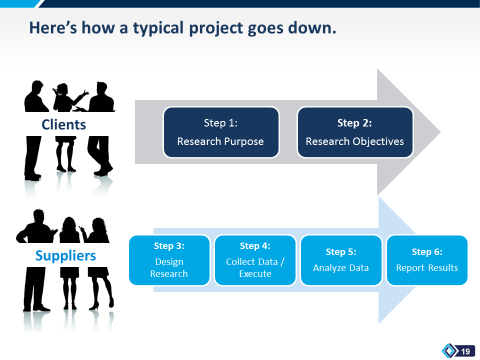 Here’s how a typical project goes down.
Clients
Step 1:
Research Purpose
Step 2:
Research Objectives
Suppliers
Step 3:
Design
Research
Step 4:
Collect Data /
Execute
Step 5:
Analyze Data
Step 6:
Report Results
19